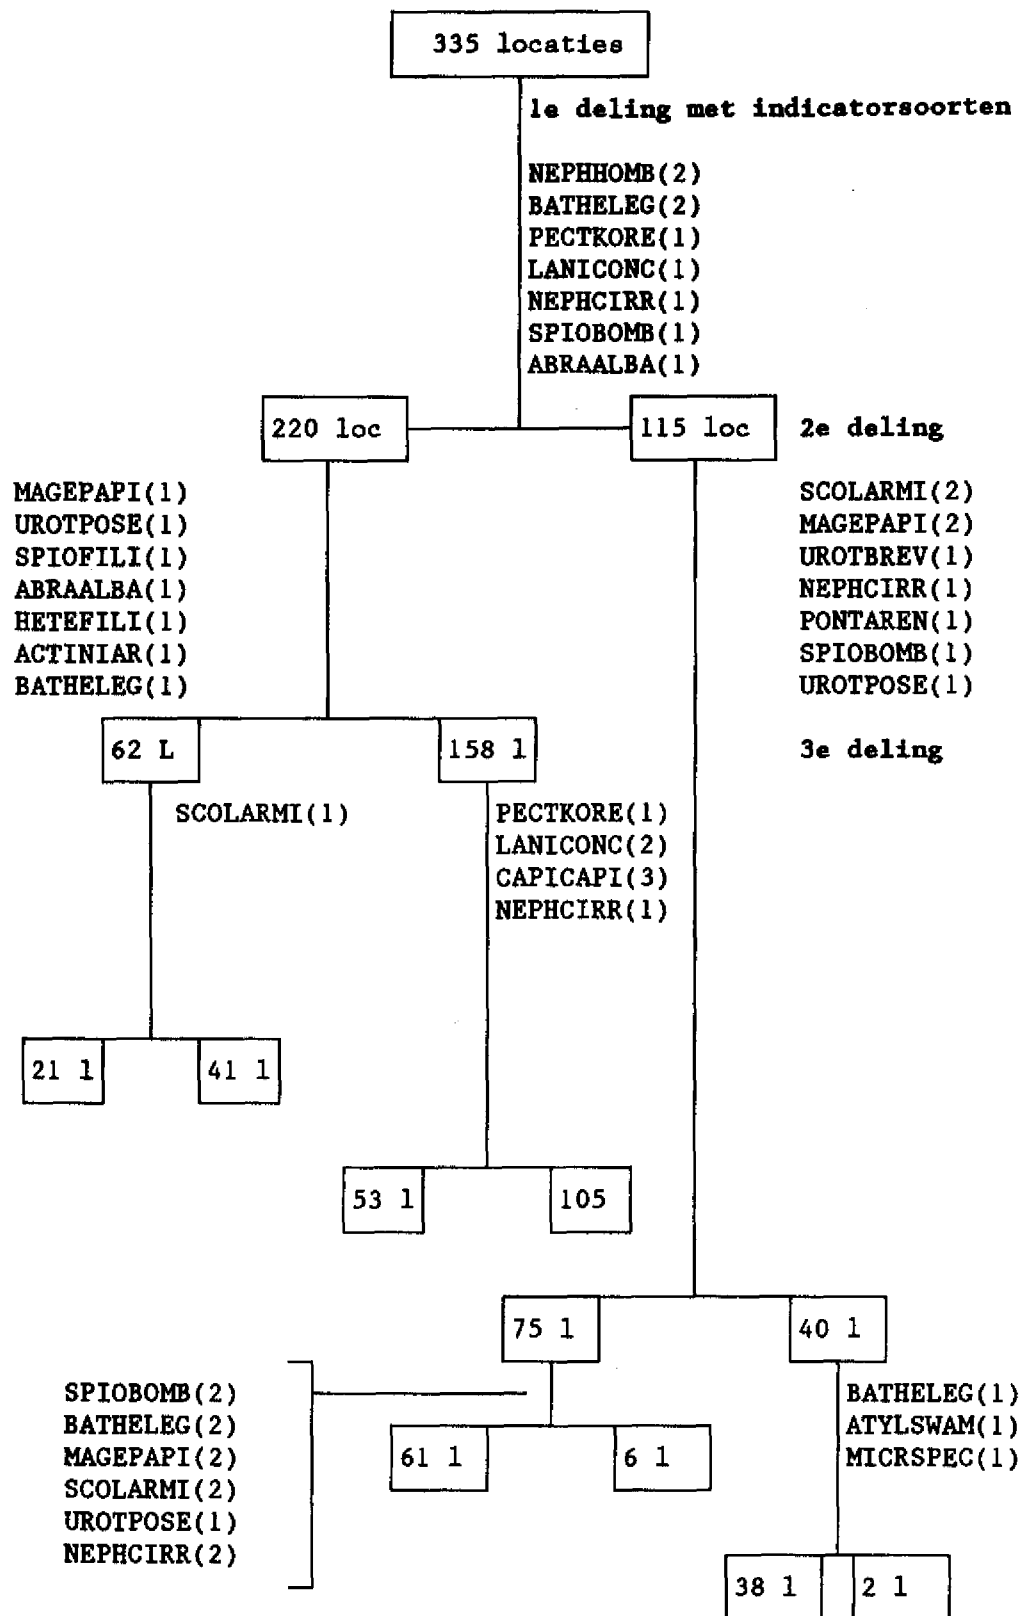 335 locaties
1e deling met indicatorsoorten
NEPHHOMB(2)
BATHELEG(2)
PECTKORE(1)
LANICONC(1)
NEPHCIRR(1)
SPIOBOMB(1)
ABRAALBA(1)
220 loc
115 loc
2e deling
MAGEPAPI(1)
UROTPOSE(1)
SPIOFILI(1)
ABRAALBA(1)
HETEFILI(1)
ACTINIAR(1)
BATHELEG(1)
SCOLARMI(2)
MAGEPAPI(2)
UROTBREV(1)
NEPHCIRR(1)
PONTAREN(1)
SPIOBOMB(1)
UROTPOSE(1)
62 L
158 l
3e deling
SCOLARMI(1)
PECTKORE(1)
LANICONC(2)
CAPICAPI(3)
NEPHCIRR(1)
21 l
41 l
53 l
105
75 l
40 l
SPIOBOMB(2)
BATHELEG(2)
MAGEPAPI(2)
SCOLARMI(2)
UROTPOSE(1)
NEPHCIRR(2)
61 l
6 l
BATHELEG(1)
ATYLSWAM(1)
MICRSPEC(1)
38 l
2 l